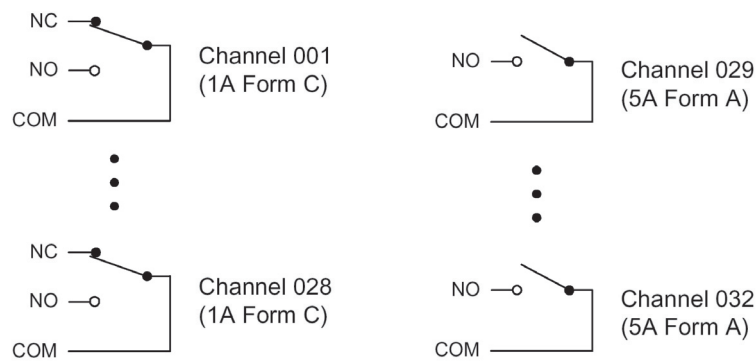 NC
NO
COM
Channel 001
(1A Form C)
NC
NO
COM
Channel 028
(1A Form C)
NO
COM
Channel 029
(5A Form A)
NO
COM
Channel 032
(5A Form A)